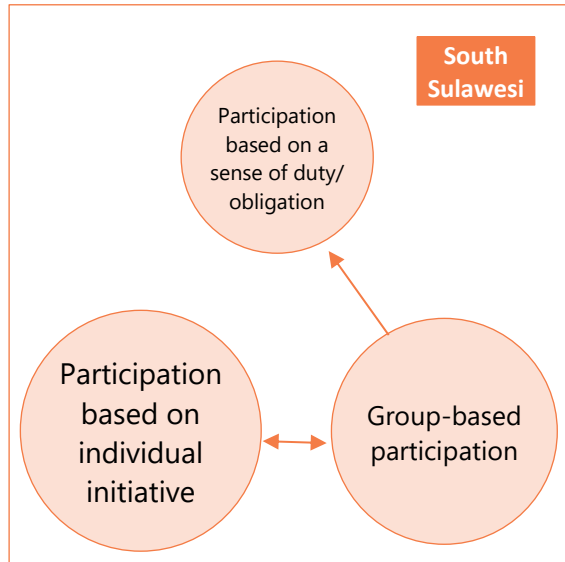 South
Sulawesi
Participation
based on a
sense of duty/
obligation
Participation
based on
individual
initiative
Group-based
participation